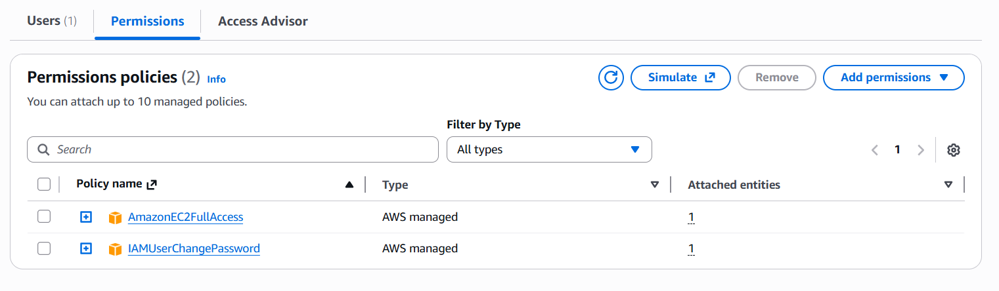 Users (1) Permissions Access Advisor
Permissions policies (2) Info Simulate Remove Add permissions
You can attach up to 10 managed policies.
Filter by Type
Search All types 1
Policy name Type Attached entities
AmazonEC2FullAccess AWS managed 1
IAMUserChangePassword AWS managed 1